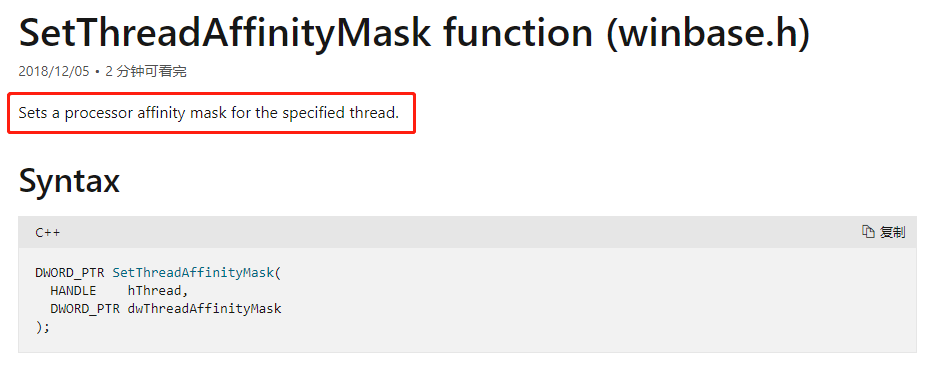 SetThreadAffinityMask function (winbase.h)
2018/12/05 • 2 分钟可看完
Sets a processor affinity mask for the specified thread.
Syntax
C++
复制
DWORD_PTR SetThreadAffinityMask(
  HANDLE    hThread,
  DWORD_PTR dwThreadAffinityMask
);